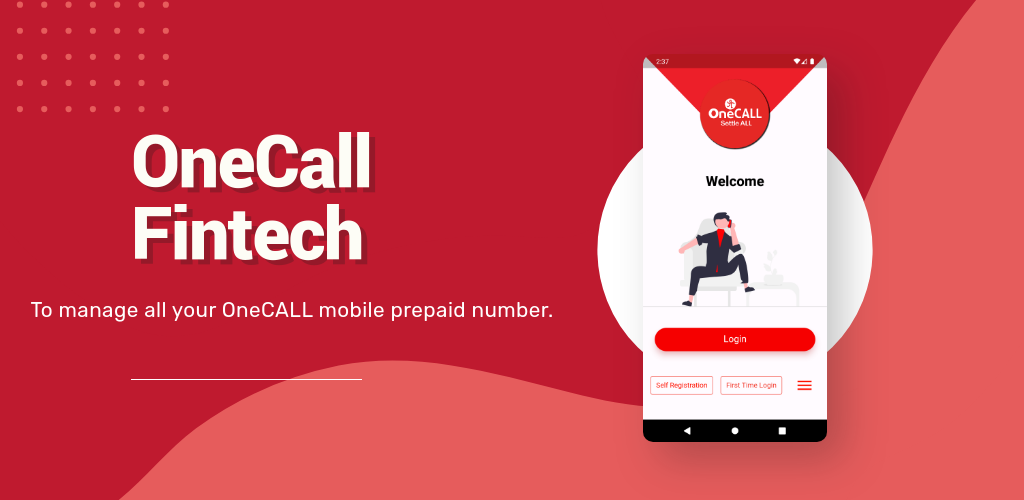 OneCall
Fintech
To manage all your OneCALL mobile prepaid number.
2:37
OneCALL
Settle ALL
Welcome
Login
Self Registration
First Time Login